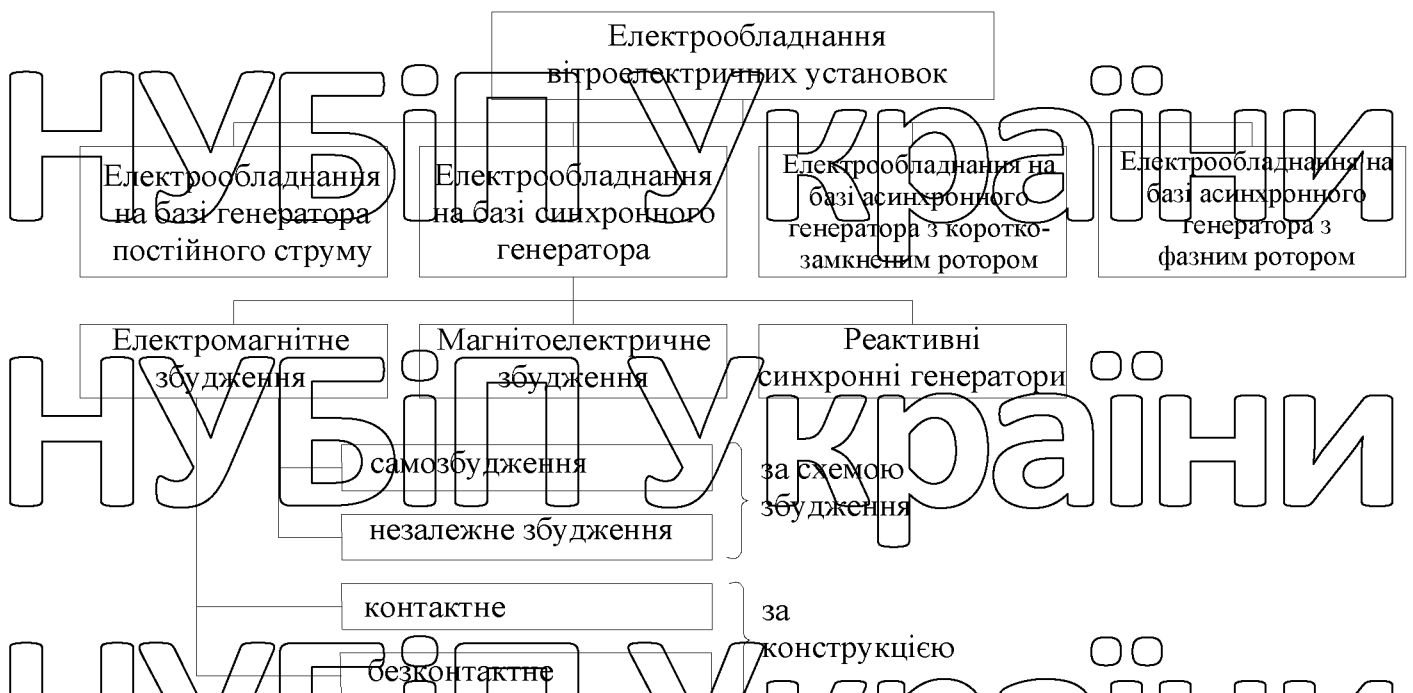 Електрообладнання
вітроелектричних установок
НУБіП України
Електрообладнання
на базі генератора
постійного струму
Електрообладнання
на базі синхронного
генератора
Електрообладнання на
базі асинхронного
генератора з коротко-
замкненим ротором
Електрообладнання на
базі асинхронного
генератора з
фазним ротором
Електромагнітне
збудження
Магнітоелектричне
збудження
Реактивні
синхронні генератори
НУБіП України
самозбудження
незалежне збудження
за схемою
збудження
контактне
безконтактне
за
конструкцією
НУБіП України